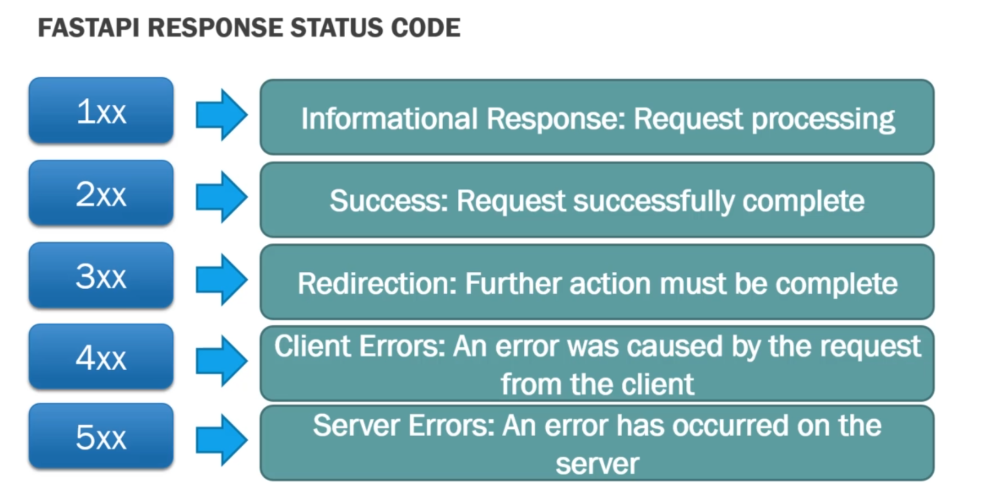 FASTAPI RESPONSE STATUS CODE
1xx
Informational Response: Request processing
2xx
Success: Request successfully complete
3xx
Redirection: Further action must be complete
4xx
Client Errors: An error was caused by the request
from the client
5xx
Server Errors: An error has occurred on the
server